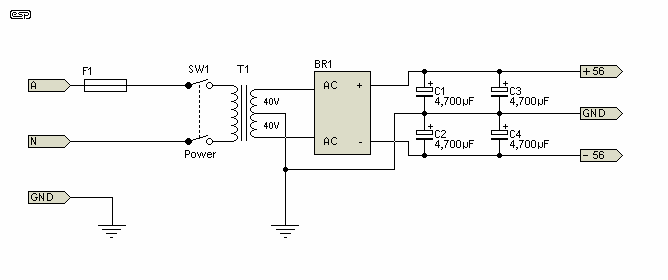 esp
F1
SW1
T1
BR1
A
AC
+
+
C1
4,700µF
+
C3
4,700µF
+56
40V
40V
GND
N
Power
AC
-
+
C2
4,700µF
+
C4
4,700µF
-56
GND